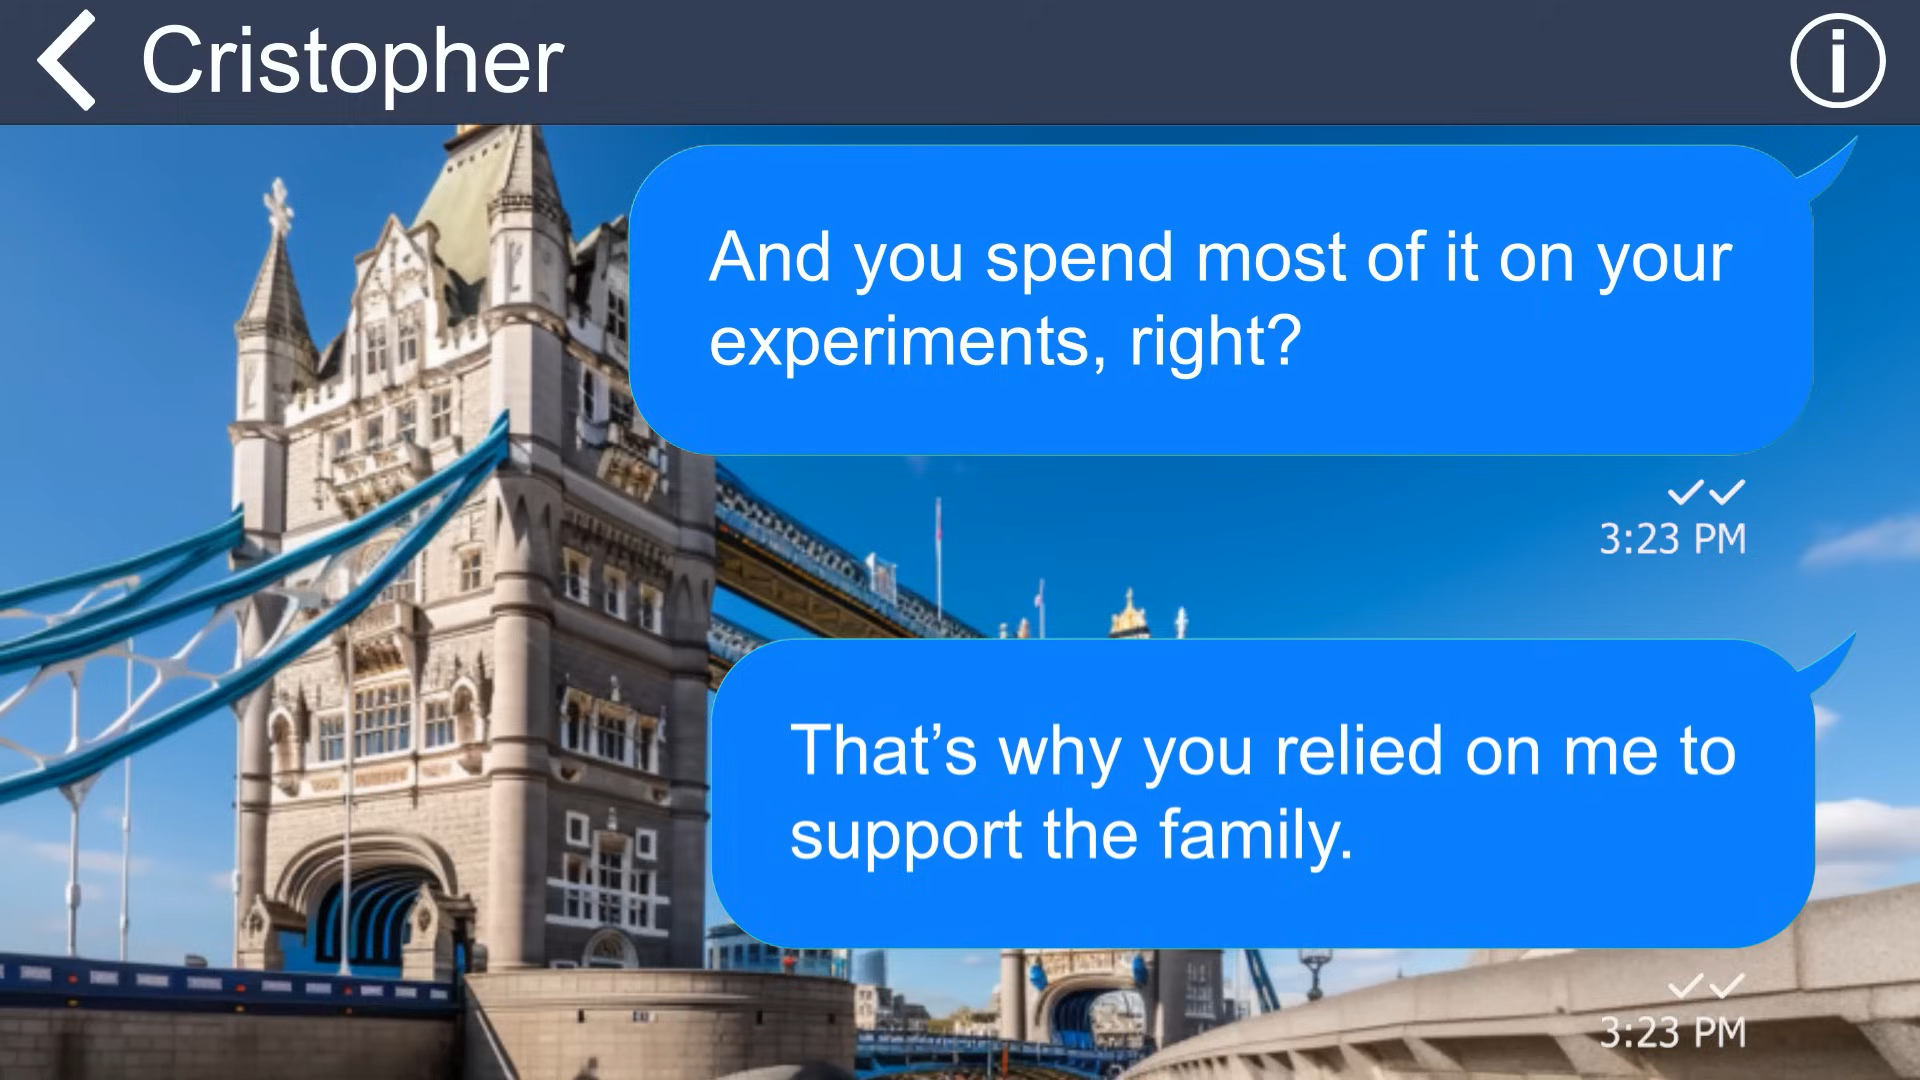 Cristopher
And you spend most of it on your
experiments, right?
3:23 PM
That’s why you relied on me to
support the family.
3:23 PM